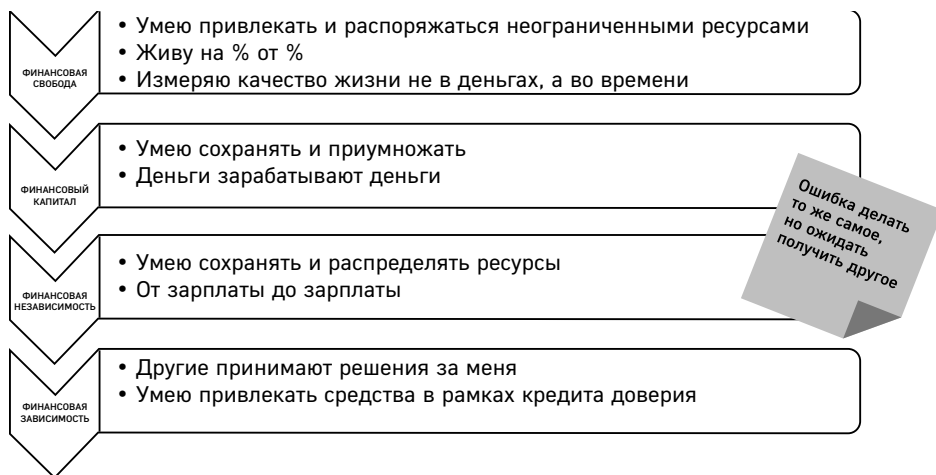 ФИНАНСОВАЯ
СВОБОДА
• Умею привлекать и распоряжаться неограниченными ресурсами
• Живу на % от %
• Измеряю качество жизни не в деньгах, а во времени
ФИНАНСОВЫЙ
КАПИТАЛ
• Умею сохранять и приумножать
• Деньги зарабатывают деньги
Ошибка делать
то же самое,
но ожидать
получить другое
ФИНАНСОВАЯ
НЕЗАВИСИМОСТЬ
• Умею сохранять и распределять ресурсы
• От зарплаты до зарплаты
ФИНАНСОВАЯ
ЗАВИСИМОСТЬ
• Другие принимают решения за меня
• Умею привлекать средства в рамках кредита доверия